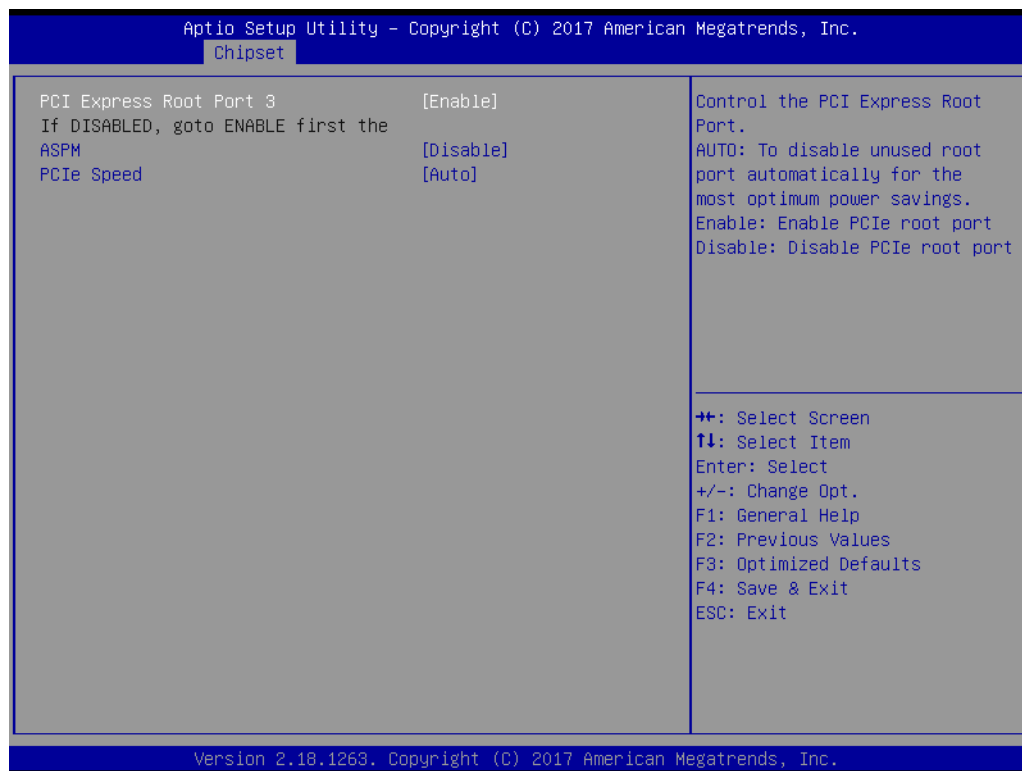 Aptio Setup Utility – Copyright (C) 2017 American Megatrends, Inc.
Chipset
PCI Express Root Port 3 [Enable]
If DISABLED, goto ENABLE first the
ASPM [Disable]
PCIe Speed [Auto]
Control the PCI Express Root
Port.
AUTO: To disable unused root
port automatically for the
most optimum power savings.
Enable: Enable PCIe root port
Disable: Disable PCIe root port
→←: Select Screen
↑↓: Select Item
Enter: Select
+/-: Change Opt.
F1: General Help
F2: Previous Values
F3: Optimized Defaults
F4: Save & Exit
ESC: Exit
Version 2.18.1263. Copyright (C) 2017 American Megatrends, Inc.